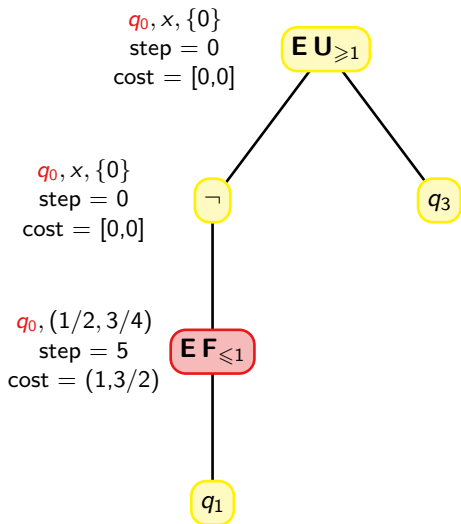 q₀, x, {0}
step = 0
cost = [0,0]
E U⩾1
q₀, x, {0}
step = 0
cost = [0,0]
¬
q₃
q₀, (1/2, 3/4)
step = 5
cost = (1,3/2)
E F⩽1
q₁